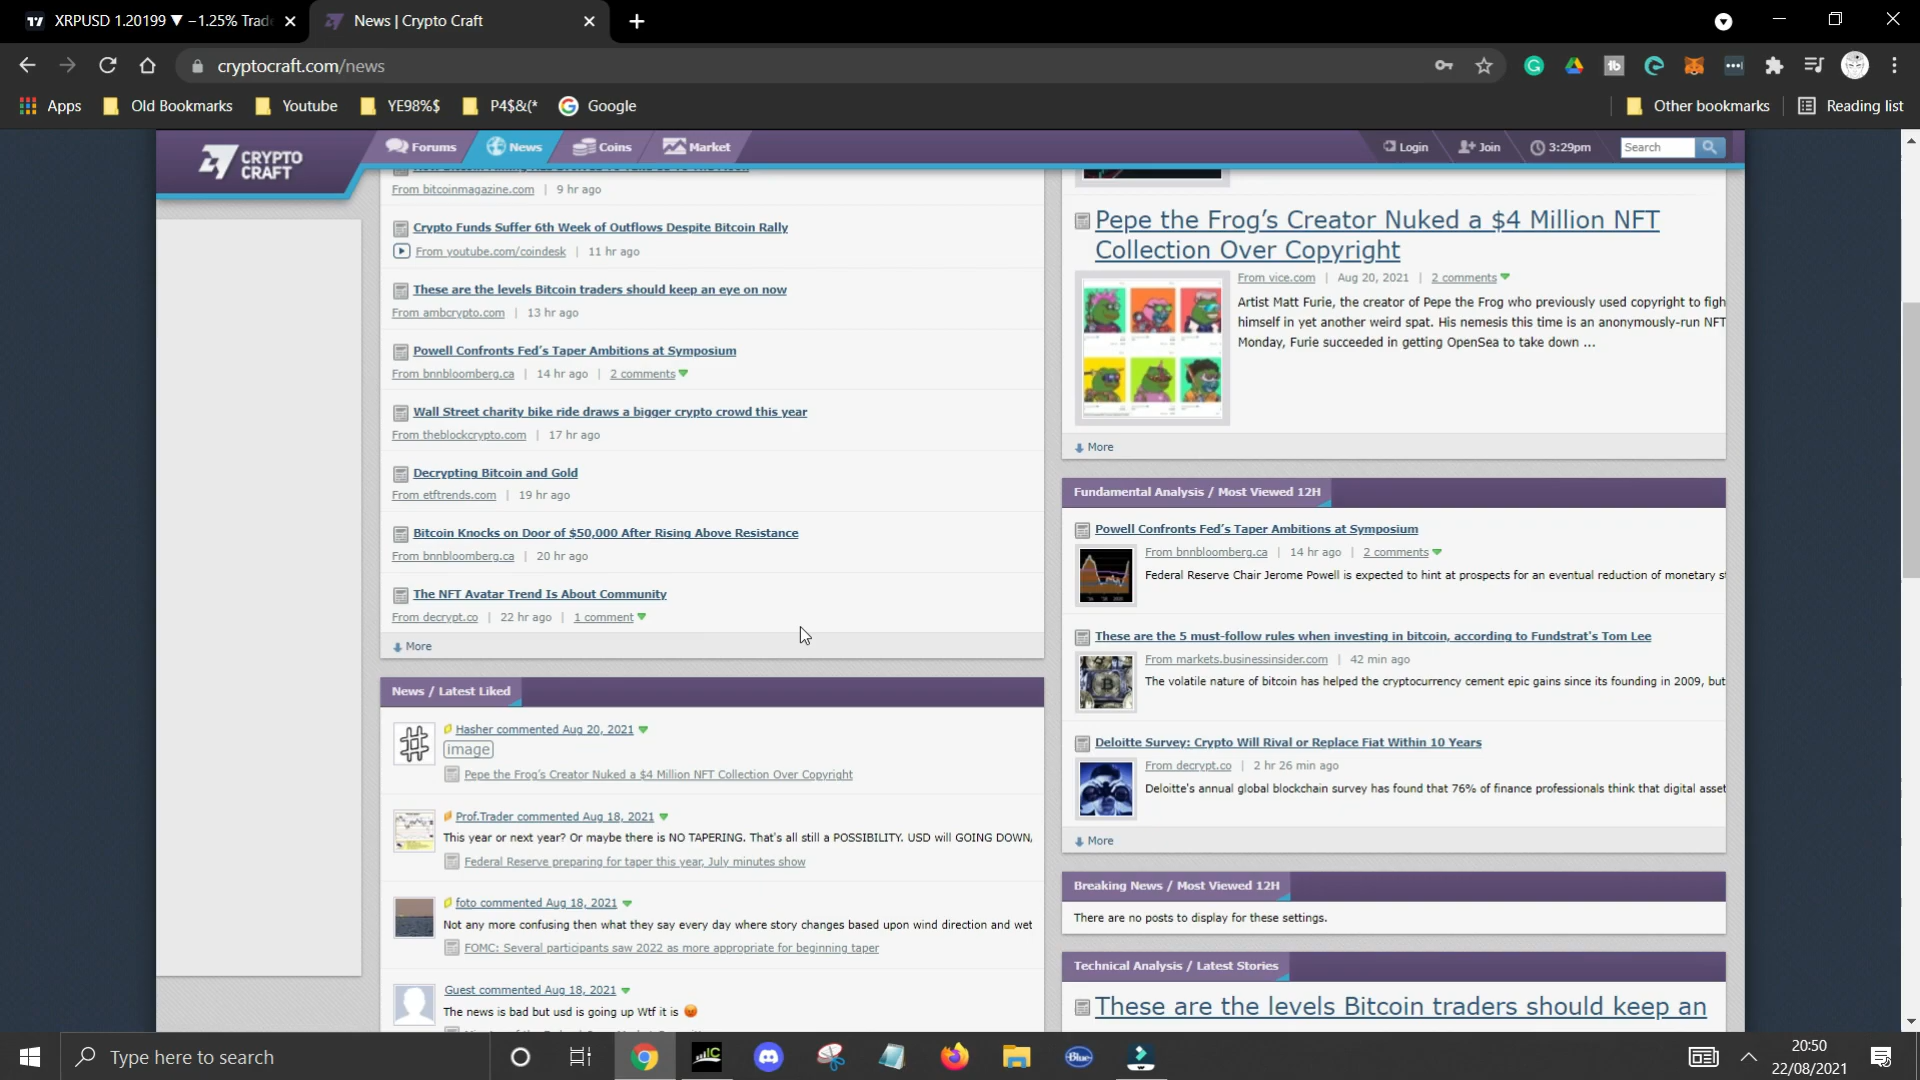 XRPUSD 1.20199 ▼ −1.25% Trad
News | Crypto Craft
cryptocraft.com/news
Apps
Old Bookmarks
Youtube
YE98%$
P4$&(*
Google
Other bookmarks
Reading list
CRYPTO
CRAFT
Forums
News
Coins
Market
Login
Join
3:29pm
Search
From bitcoinmagazine.com | 9 hr ago
Crypto Funds Suffer 6th Week of Outflows Despite Bitcoin Rally
From youtube.com/coindesk | 11 hr ago
These are the levels Bitcoin traders should keep an eye on now
From ambcrypto.com | 13 hr ago
Powell Confronts Fed's Taper Ambitions at Symposium
From bnnbloomberg.ca | 14 hr ago | 2 comments
Wall Street charity bike ride draws a bigger crypto crowd this year
From theblockcrypto.com | 17 hr ago
Decrypting Bitcoin and Gold
From etftrends.com | 19 hr ago
Bitcoin Knocks on Door of $50,000 After Rising Above Resistance
From bnnbloomberg.ca | 20 hr ago
The NFT Avatar Trend Is About Community
From decrypt.co | 22 hr ago | 1 comment
More
News / Latest Liked
Hasher commented Aug 20, 2021
image
Pepe the Frog's Creator Nuked a $4 Million NFT Collection Over Copyright
Prof.Trader commented Aug 18, 2021
This year or next year? Or maybe there is NO TAPERING. That's all still a POSSIBILITY. USD will GOING DOWN,
Federal Reserve preparing for taper this year, July minutes show
foto commented Aug 18, 2021
Not any more confusing then what they say every day where story changes based upon wind direction and wet
FOMC: Several participants saw 2022 as more appropriate for beginning taper
Guest commented Aug 18, 2021
The news is bad but usd is going up Wtf it is
Pepe the Frog's Creator Nuked a $4 Million NFT
Collection Over Copyright
From vice.com | Aug 20, 2021 | 2 comments
Artist Matt Furie, the creator of Pepe the Frog who previously used copyright to figh
himself in yet another weird spat. His nemesis this time is an anonymously-run NFT
Monday, Furie succeeded in getting OpenSea to take down ...
More
Fundamental Analysis / Most Viewed 12H
Powell Confronts Fed's Taper Ambitions at Symposium
From bnnbloomberg.ca | 14 hr ago | 2 comments
Federal Reserve Chair Jerome Powell is expected to hint at prospects for an eventual reduction of monetary s
These are the 5 must-follow rules when investing in bitcoin, according to Fundstrat's Tom Lee
From markets.businessinsider.com | 42 min ago
The volatile nature of bitcoin has helped the cryptocurrency cement epic gains since its founding in 2009, but
Deloitte Survey: Crypto Will Rival or Replace Fiat Within 10 Years
From decrypt.co | 2 hr 26 min ago
Deloitte's annual global blockchain survey has found that 76% of finance professionals think that digital asset
More
Breaking News / Most Viewed 12H
There are no posts to display for these settings.
Technical Analysis / Latest Stories
These are the levels Bitcoin traders should keep an
Type here to search
IC
Blue
20:50
22/08/2021